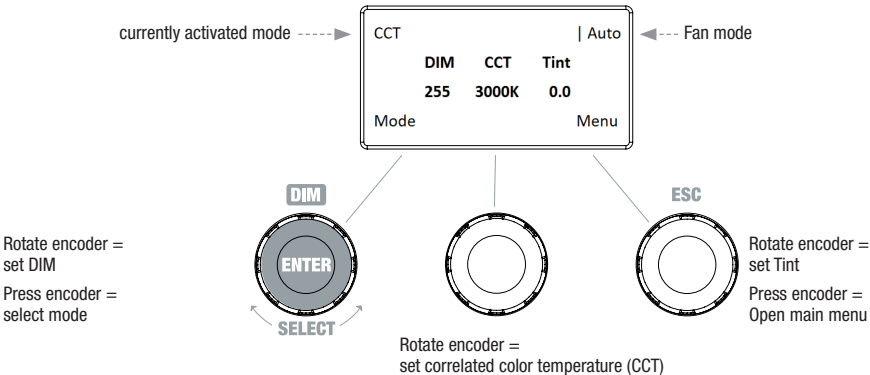 currently activated mode
CCT | Auto
Fan mode
DIM CCT Tint
255 3000K 0.0
Mode Menu
DIM
ESC
Rotate encoder =
set DIM
Press encoder =
select mode
ENTER
SELECT
Rotate encoder =
set correlated color temperature (CCT)
Rotate encoder =
set Tint
Press encoder =
Open main menu